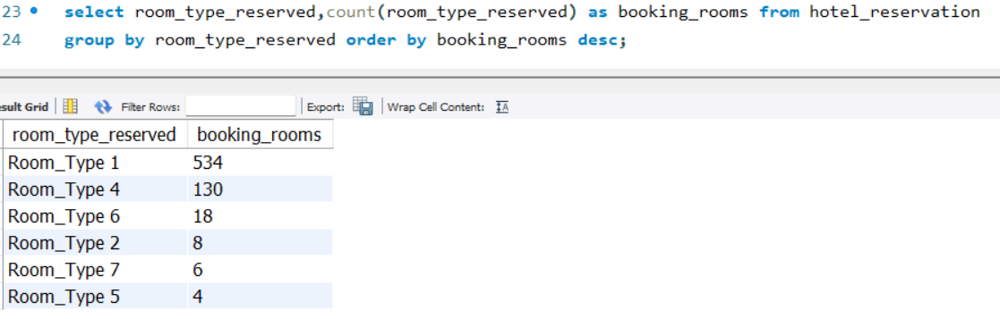 23 select room_type_reserved,count(room_type_reserved) as booking_rooms from hotel_reservation
24 group by room_type_reserved order by booking_rooms desc;
esult Grid Filter Rows: Export: Wrap Cell Content: IA
room_type_reserved booking_rooms
Room_Type 1 534
Room_Type 4 130
Room_Type 6 18
Room_Type 2 8
Room_Type 7 6
Room_Type 5 4